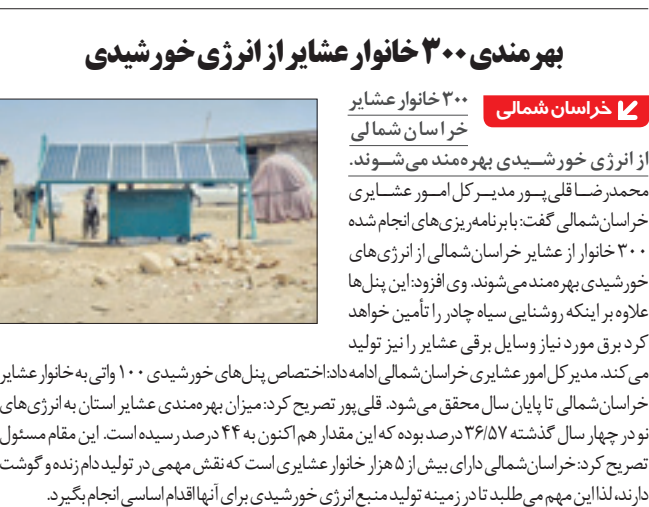 بهرمندی ۳۰۰ خانوار عشایر از انرژی خورشیدی
خراسان شمالی
۳۰۰ خانوار عشایر
خراسان شمالی
از انرژی خورشیدی بهره‌مند می‌شوند.
محمدرضا قلی‌پور مدیرکل امور عشایری
خراسان‌شمالی گفت: با برنامه‌ریزی‌های انجام شده
۳۰۰ خانوار از عشایر خراسان‌شمالی از انرژی‌های
خورشیدی بهره‌مند می‌شوند. وی افزود: این پنل‌ها
علاوه بر اینکه روشنایی سیاه چادر را تأمین خواهد
کرد برق مورد نیاز وسایل برقی عشایر را نیز تولید
می‌کند. مدیر کل امور عشایری خراسان‌شمالی ادامه‌داد: اختصاص پنل‌های خورشیدی ۱۰۰ واتی به خانوار عشایر
خراسان‌شمالی تا پایان سال محقق می‌شود. قلی‌پور تصریح کرد: میزان بهره‌مندی عشایر استان به انرژی‌های
نو در چهار سال گذشته ۳۶/۵۷ درصد بوده که این مقدار هم اکنون به ۴۴ درصد رسیده است. این مقام مسئول
تصریح کرد: خراسان‌شمالی دارای بیش از ۵ هزار خانوار عشایری است که نقش مهمی در تولید دام زنده و گوشت
دارند، لذا این مهم می‌طلبد تا در زمینه تولید منبع انرژی خورشیدی برای آنها اقدام اساسی انجام بگیرد.